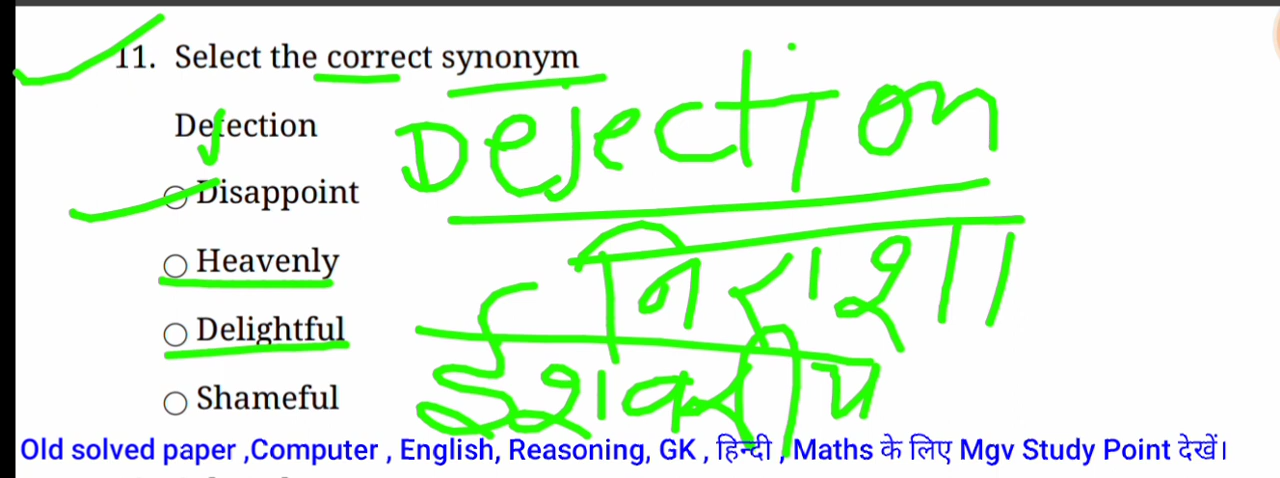 11. Select the correct synonym
Defection
Dejection
Disappoint
Heavenly
निराशा।
Delightful
ईश्वरीय
Shameful
Old solved paper ,Computer , English, Reasoning, GK , हिन्दी , Maths के लिए Mgv Study Point देखें।